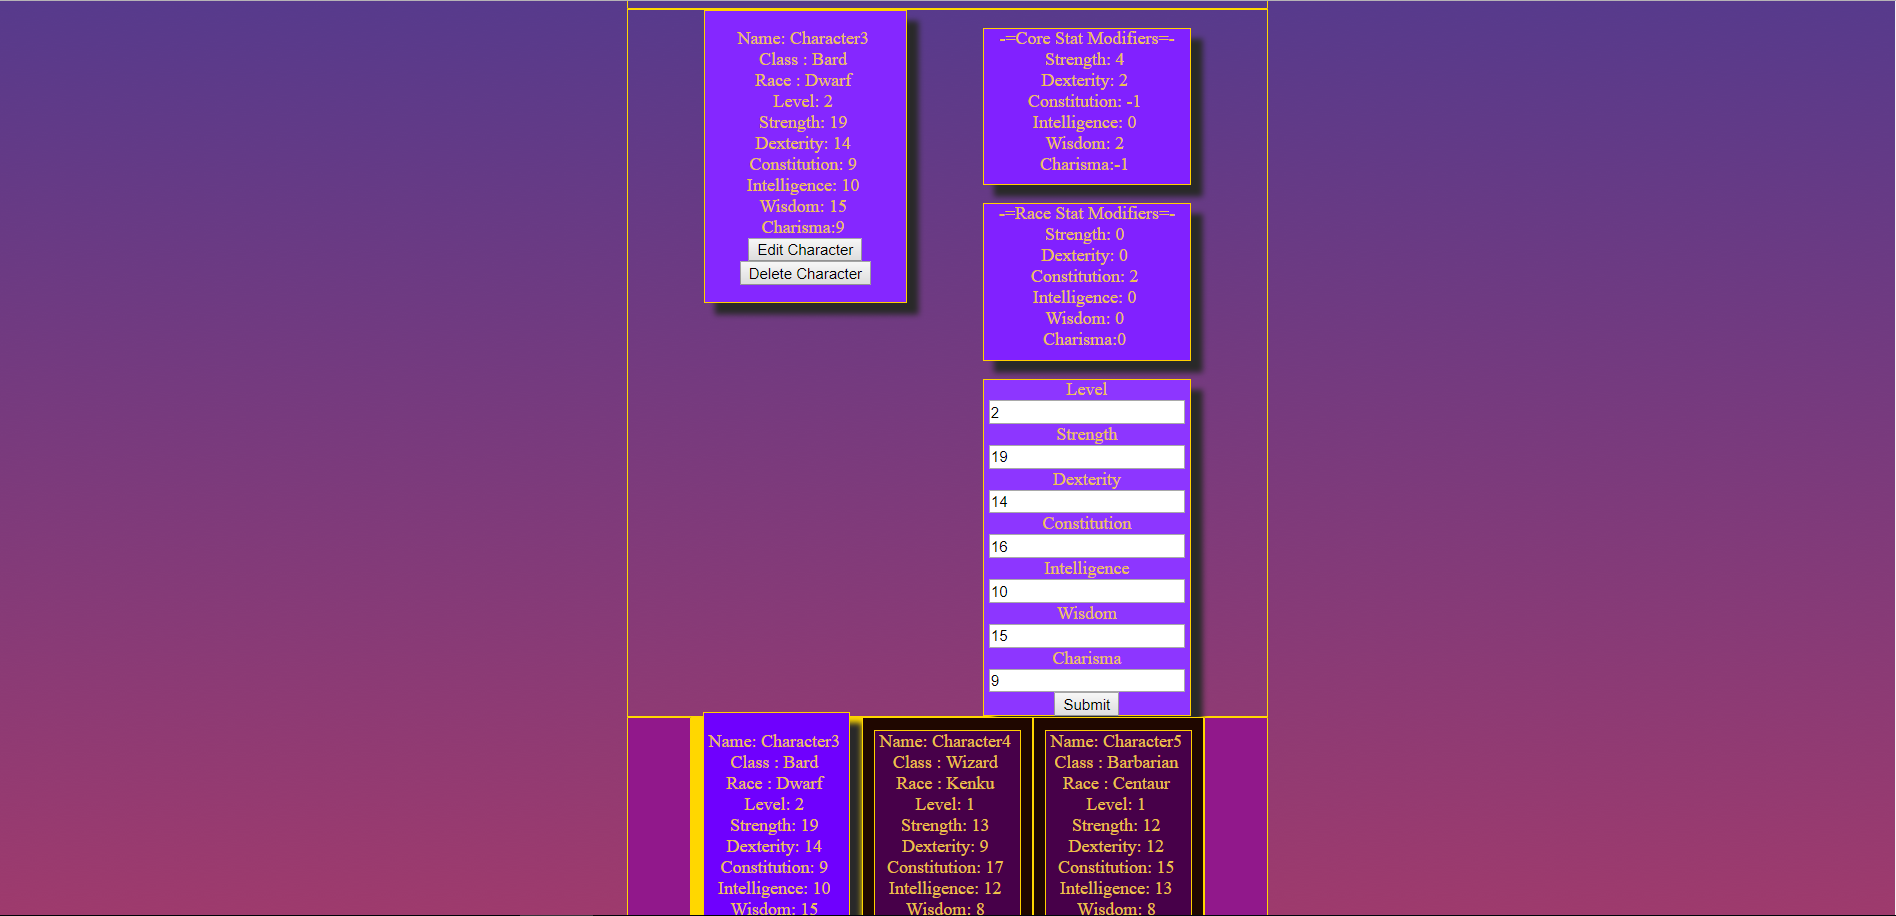 Name: Character3
Class : Bard
Race : Dwarf
Level: 2
Strength: 19
Dexterity: 14
Constitution: 9
Intelligence: 10
Wisdom: 15
Charisma:9
Edit Character
Delete Character
-=Core Stat Modifiers=-
Strength: 4
Dexterity: 2
Constitution: -1
Intelligence: 0
Wisdom: 2
Charisma:-1
-=Race Stat Modifiers=-
Strength: 0
Dexterity: 0
Constitution: 2
Intelligence: 0
Wisdom: 0
Charisma:0
Level
2
Strength
19
Dexterity
14
Constitution
16
Intelligence
10
Wisdom
15
Charisma
9
Submit
Name: Character3
Class : Bard
Race : Dwarf
Level: 2
Strength: 19
Dexterity: 14
Constitution: 9
Intelligence: 10
Wisdom: 15
Name: Character4
Class : Wizard
Race : Kenku
Level: 1
Strength: 13
Dexterity: 9
Constitution: 17
Intelligence: 12
Wisdom: 8
Name: Character5
Class : Barbarian
Race : Centaur
Level: 1
Strength: 12
Dexterity: 12
Constitution: 15
Intelligence: 13
Wisdom: 8